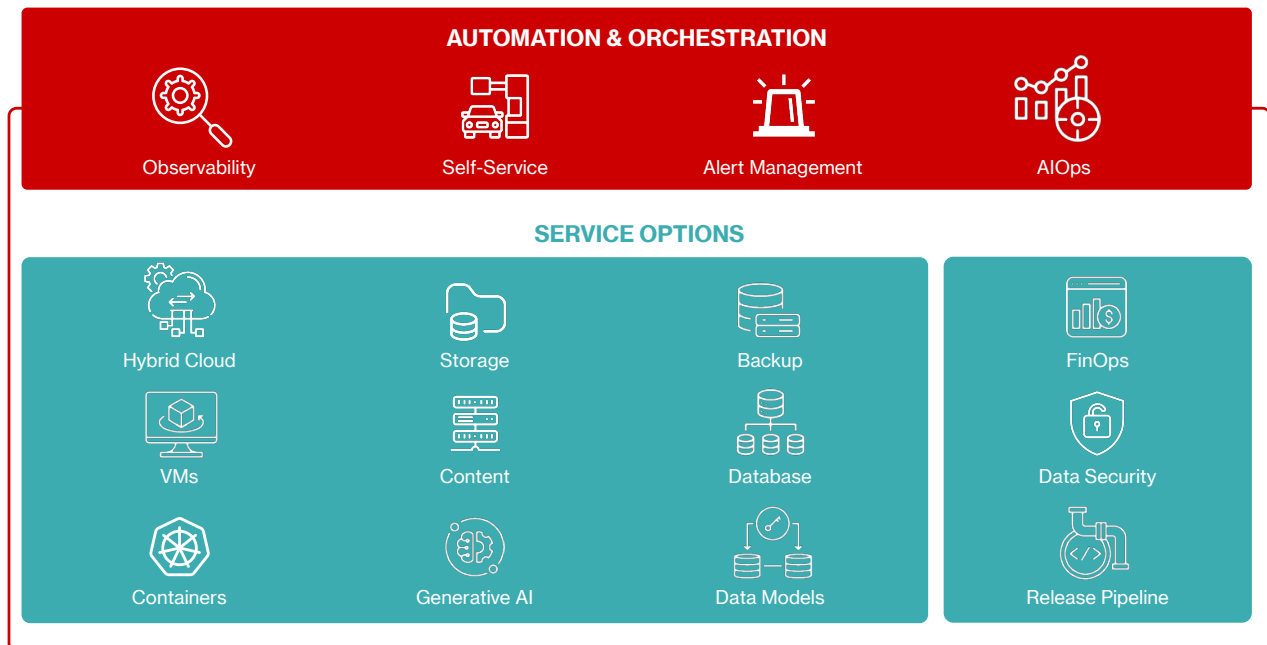 AUTOMATION & ORCHESTRATION
Observability
Self-Service
Alert Management
AIOps
SERVICE OPTIONS
Hybrid Cloud
Storage
Backup
FinOps
VMs
Content
Database
Data Security
Containers
Generative AI
Data Models
Release Pipeline